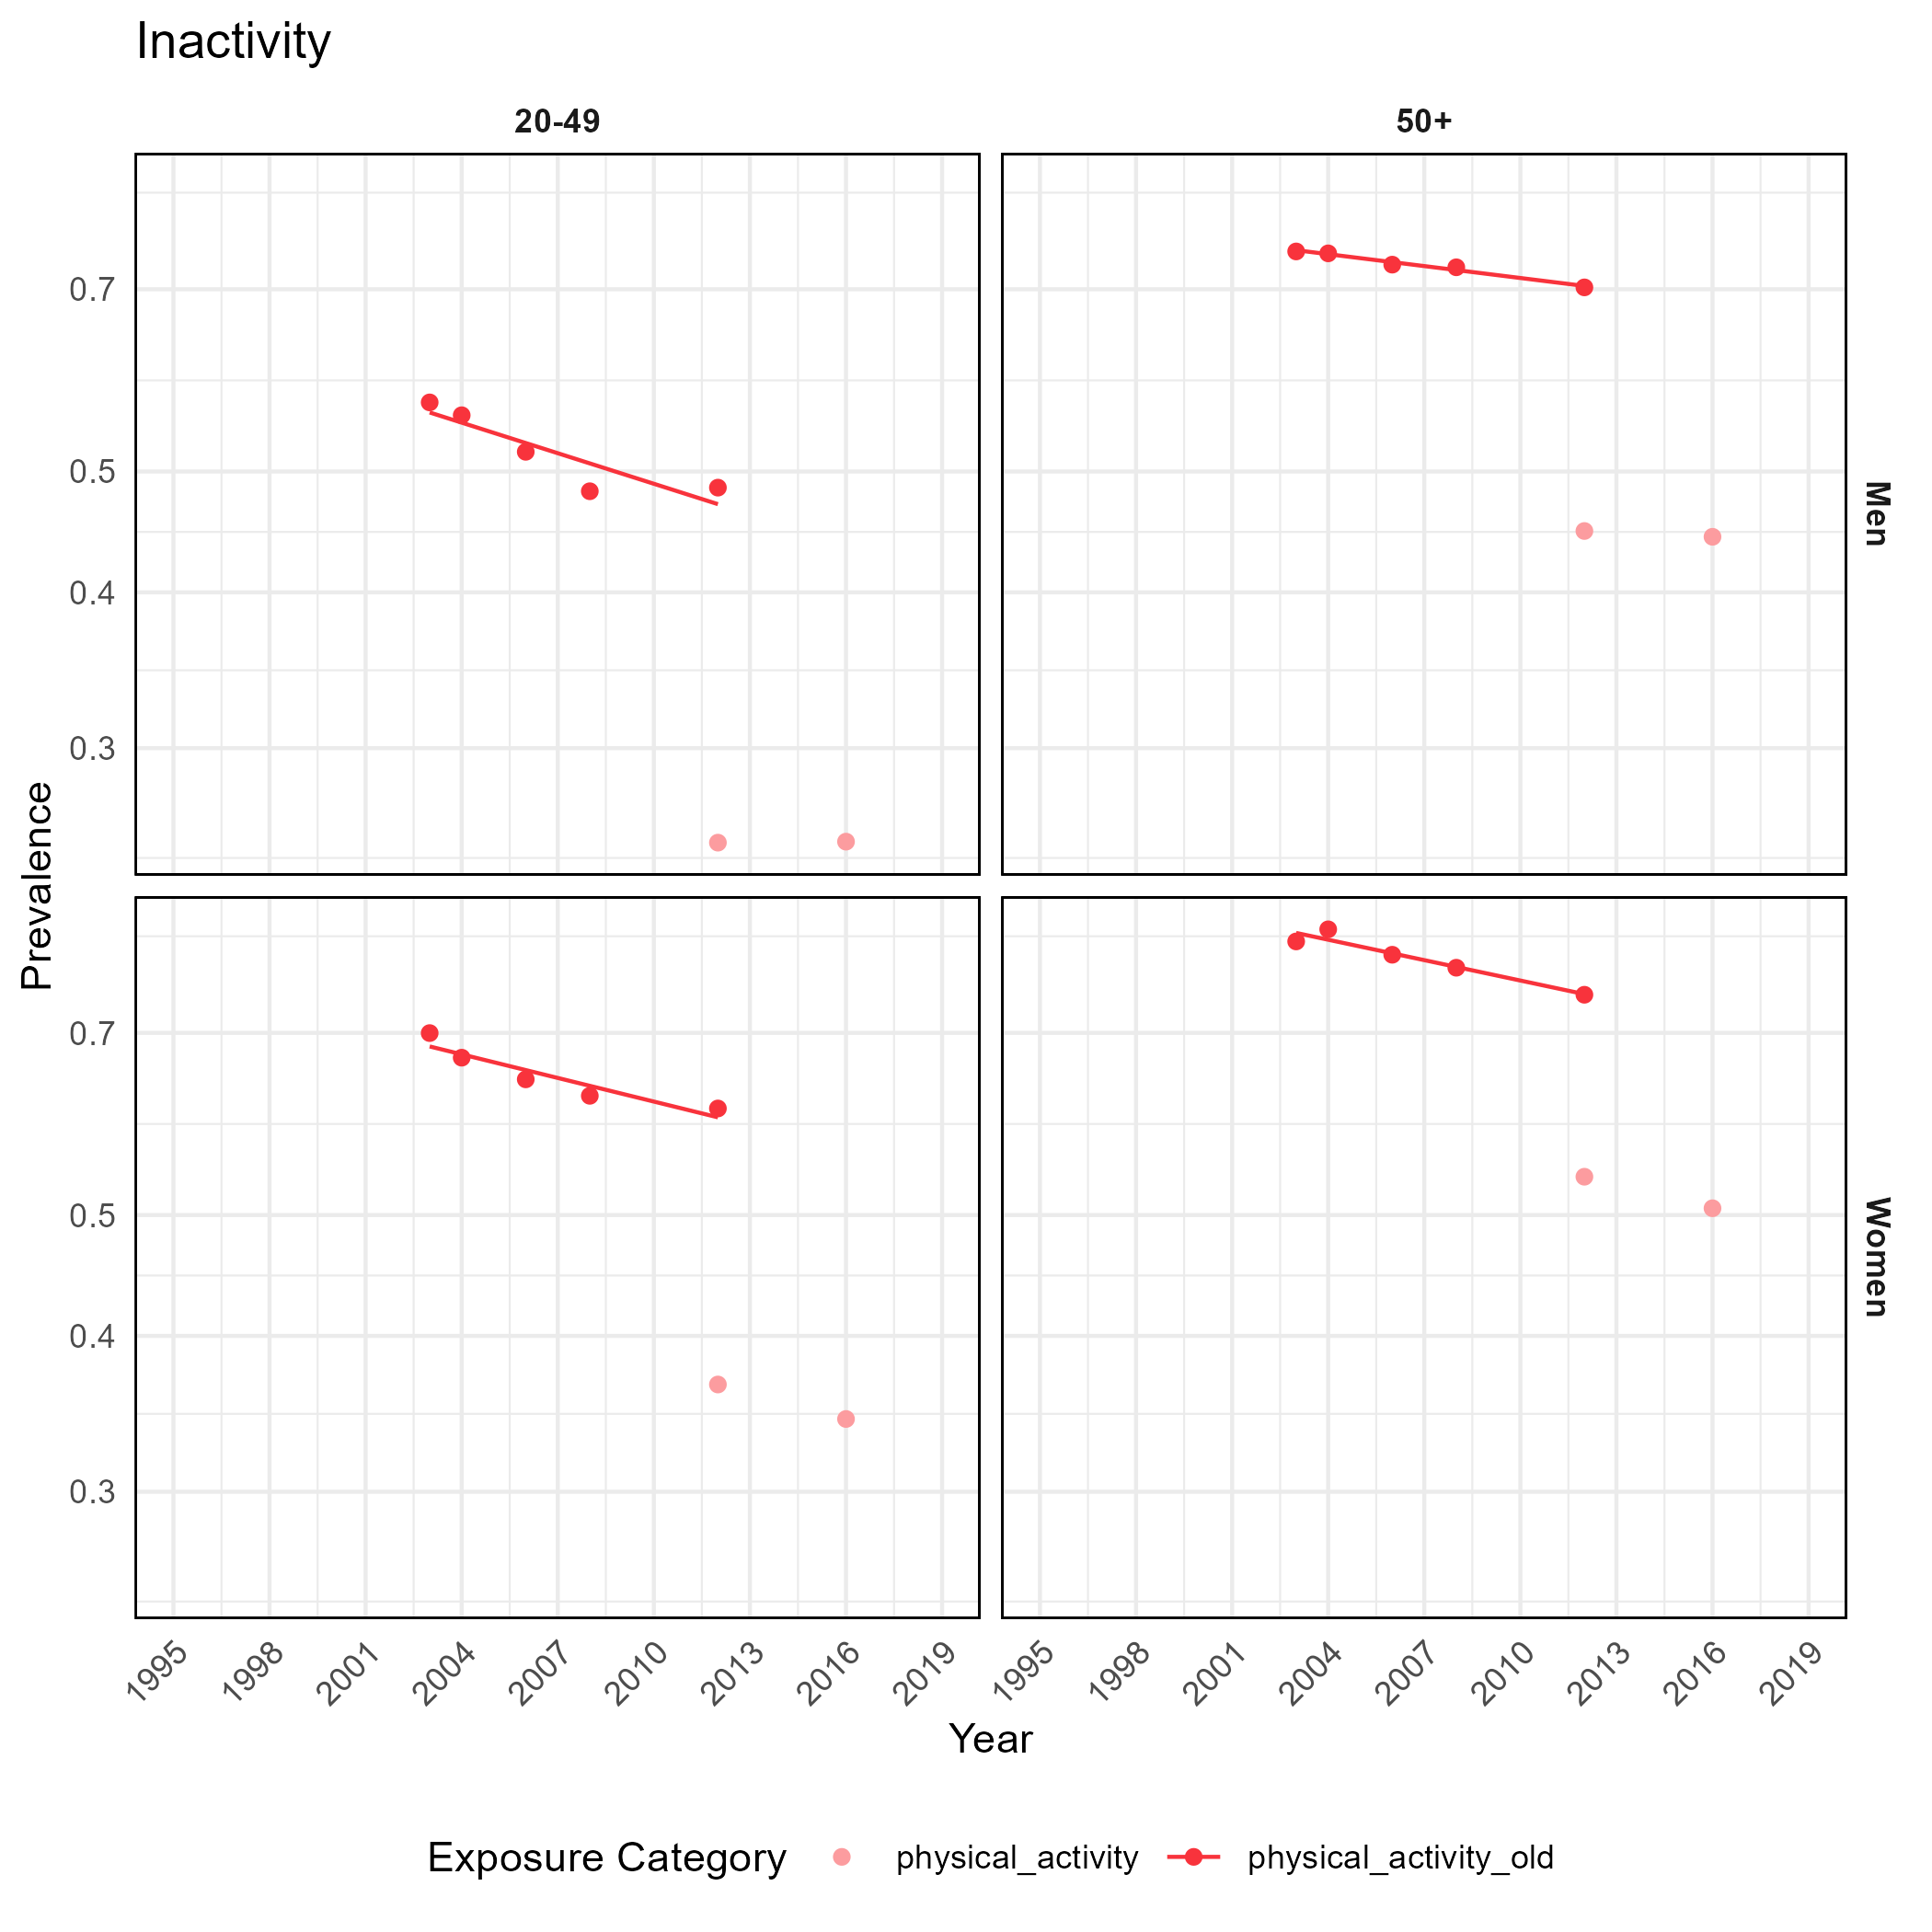 Inactivity
20-49
50+
0.7
0.5
0.4
0.3
Men
Prevalence
0.7
0.5
0.4
0.3
Women
1995 1998 2001 2004 2007 2010 2013 2016 2019
1995 1998 2001 2004 2007 2010 2013 2016 2019
Year
Exposure Category physical_activity physical_activity_old